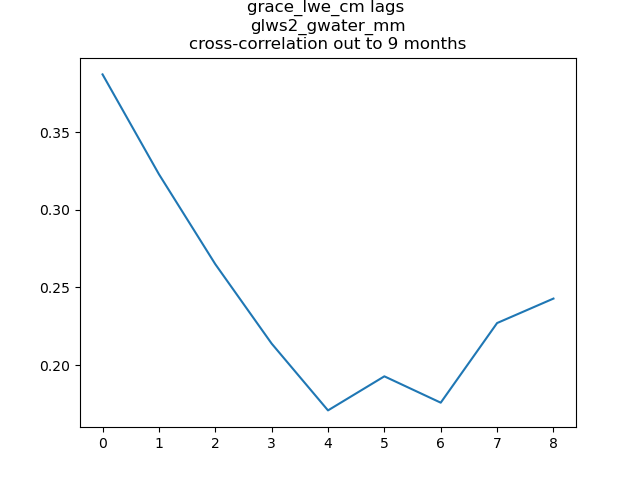 grace_lwe_cm lags
glws2_gwater_mm
cross-correlation out to 9 months
0.35
0.30
0.25
0.20
0 1 2 3 4 5 6 7 8